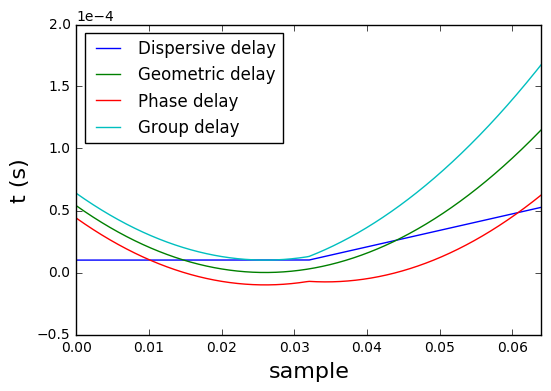 1e−4
2.0
1.5
1.0
0.5
0.0
−0.5
t (s)
Dispersive delay
Geometric delay
Phase delay
Group delay
0.00 0.01 0.02 0.03 0.04 0.05 0.06
sample